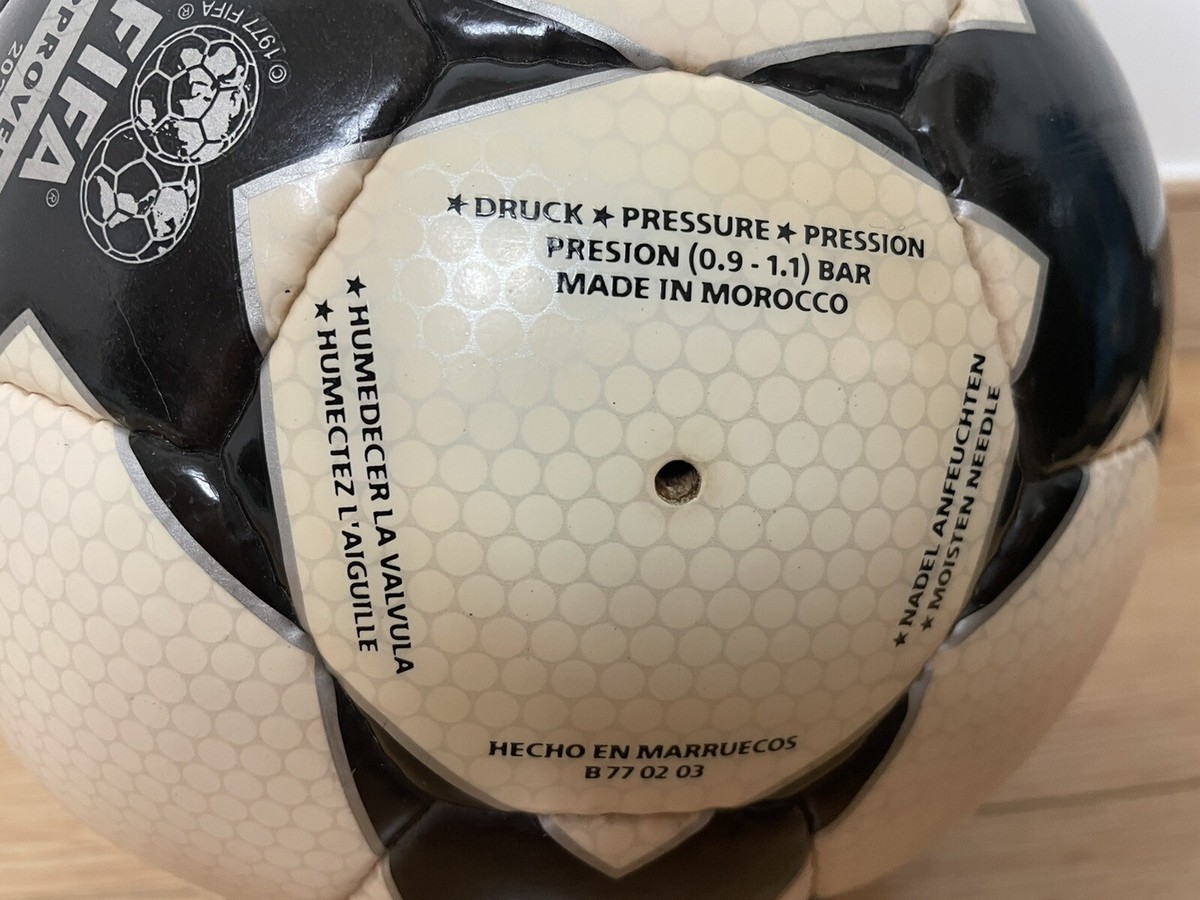 © 1977 FIFA ®
FIFA ®
★ DRUCK ★ PRESSURE ★ PRESSION
PRESION (0.9 - 1.1) BAR
MADE IN MOROCCO
★ HUMEDECER LA VALVULA
★ HUMECTEZ L'AIGUILLE
★ NADEL ANFEUCHTEN
★ MOISTEN NEEDLE
HECHO EN MARRUECOS
B 77 02 03